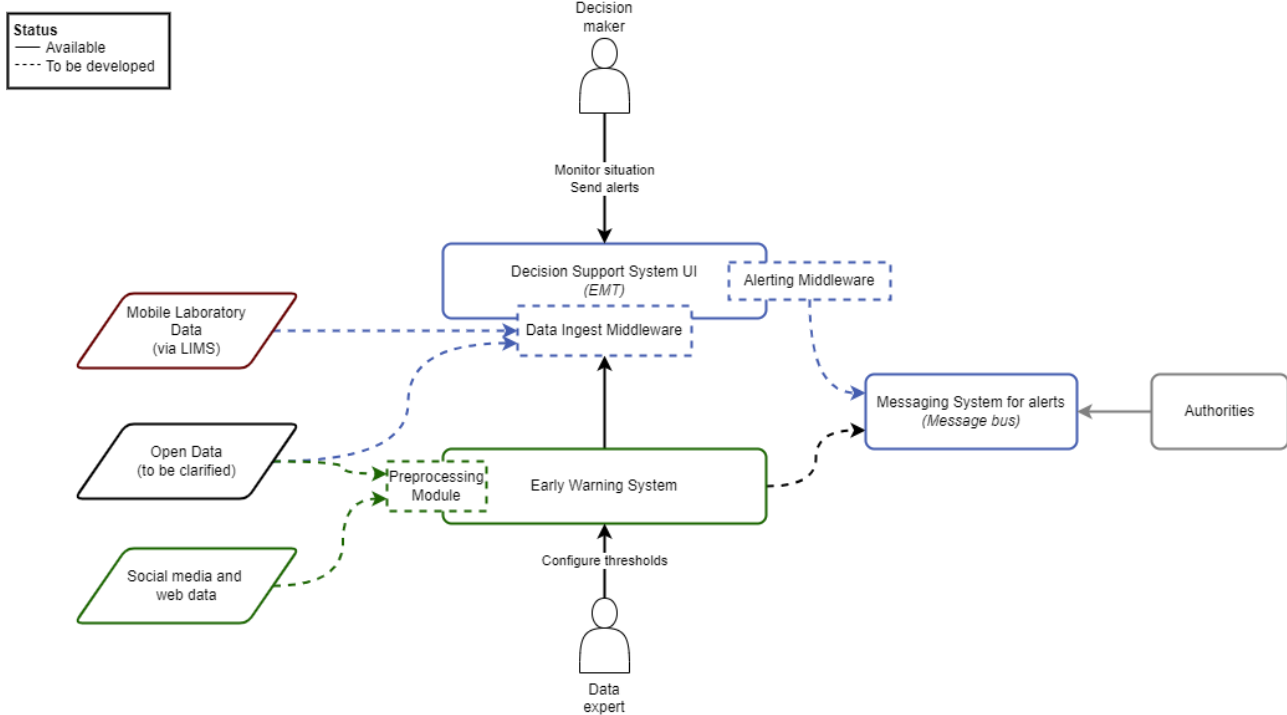 Status
Available
To be developed
Decision
maker
Monitor situation
Send alerts
Decision Support System UI
(EMT)
Alerting Middleware
Data Ingest Middleware
Mobile Laboratory
Data
(via LIMS)
Messaging System for alerts
(Message bus)
Authorities
Open Data
(to be clarified)
Preprocessing
Module
Early Warning System
Configure thresholds
Social media and
web data
Data
expert